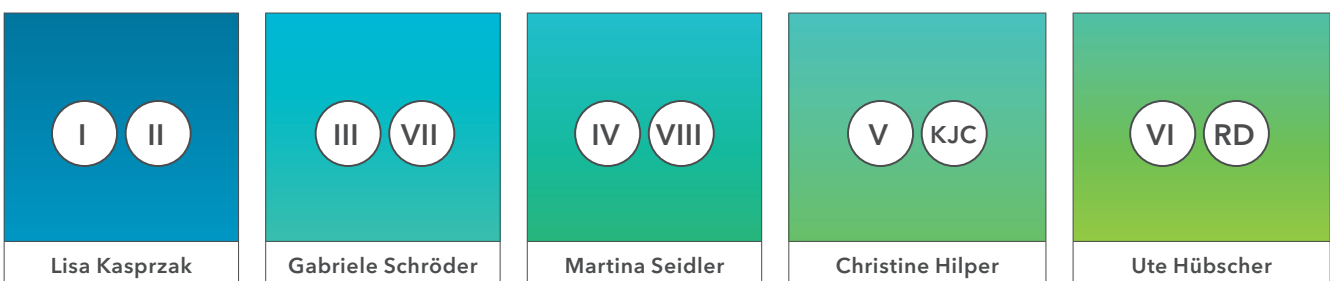 I II III VII IV VIII V KJC VI RD
Lisa Kasprzak Gabriele Schröder Martina Seidler Christine Hilper Ute Hübscher